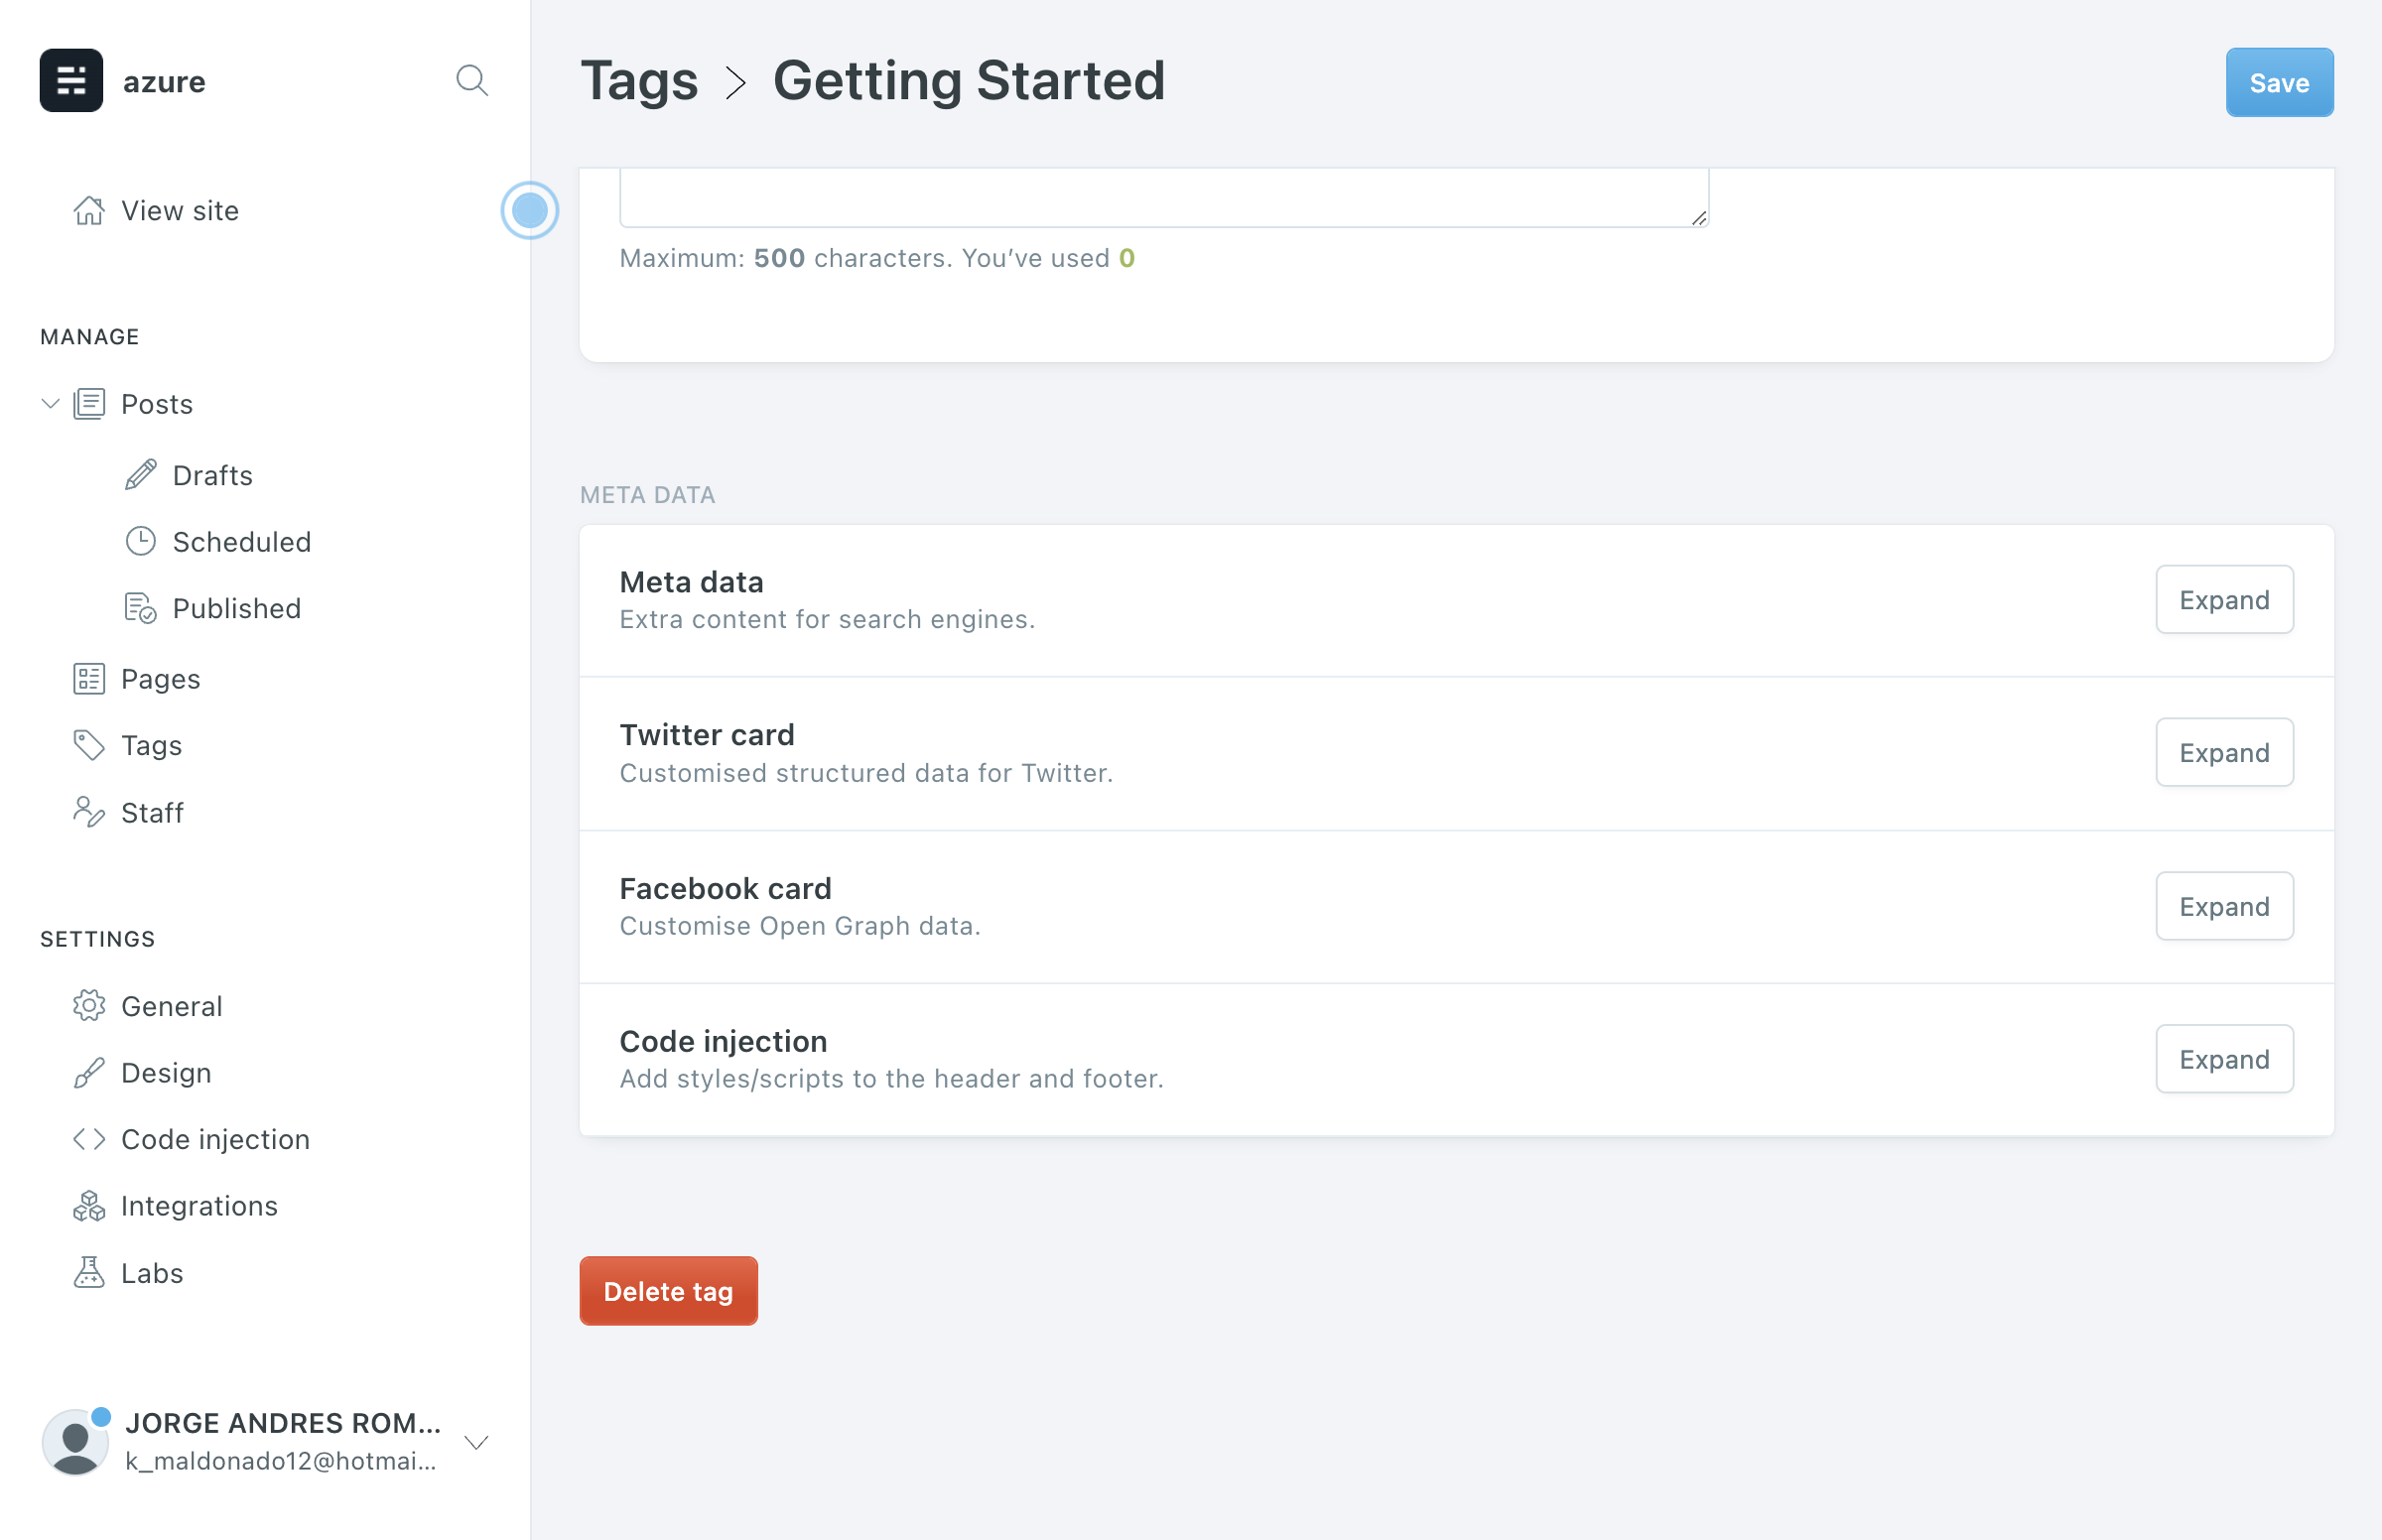 azure
View site
MANAGE
Posts
Drafts
Scheduled
Published
Pages
Tags
Staff
SETTINGS
General
Design
Code injection
Integrations
Labs
JORGE ANDRES ROM...
k_maldonado12@hotmai...
Tags > Getting Started
Save
Maximum: 500 characters. You’ve used 0
META DATA
Meta data
Extra content for search engines.
Expand
Twitter card
Customised structured data for Twitter.
Expand
Facebook card
Customise Open Graph data.
Expand
Code injection
Add styles/scripts to the header and footer.
Expand
Delete tag